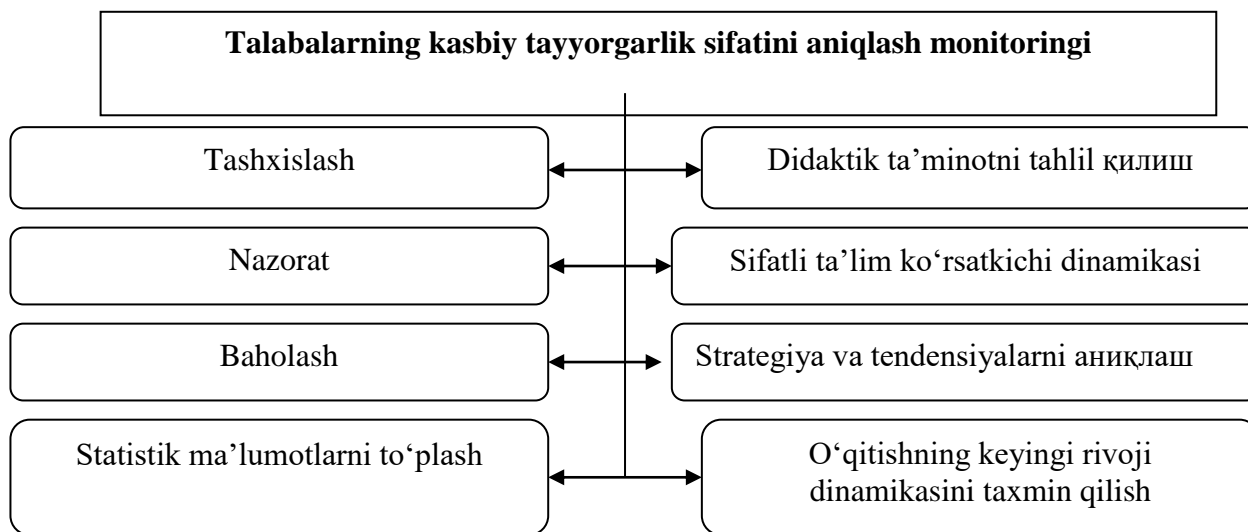 Talabalarning kasbiy tayyorgarlik sifatini aniqlash monitoringi
Tashxislash
Didaktik ta’minotni tahlil қилиш
Nazorat
Sifatli ta’lim ko‘rsatkichi dinamikasi
Baholash
Strategiya va tendensiyalarni аниқлаш
Statistik ma’lumotlarni to‘plash
O‘qitishning keyingi rivoji
dinamikasini taxmin qilish